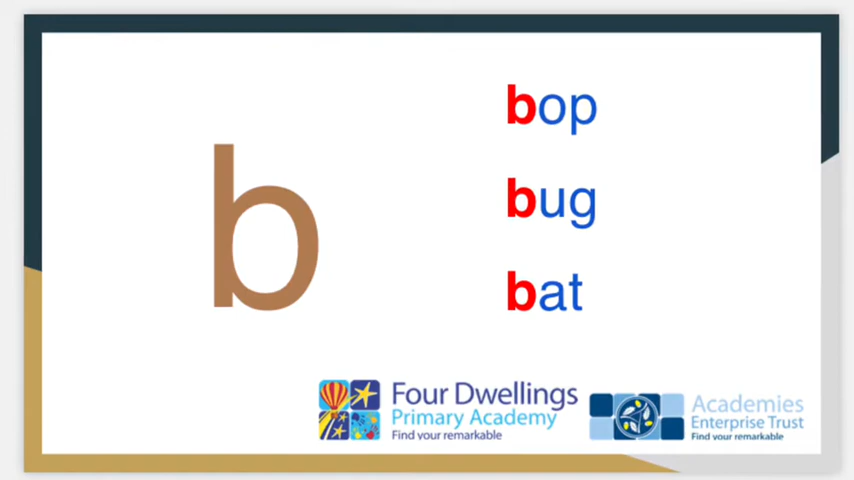 b
bop
bug
bat
Four Dwellings
Primary Academy
Find your remarkable
Academies
Enterprise Trust
Find your remarkable